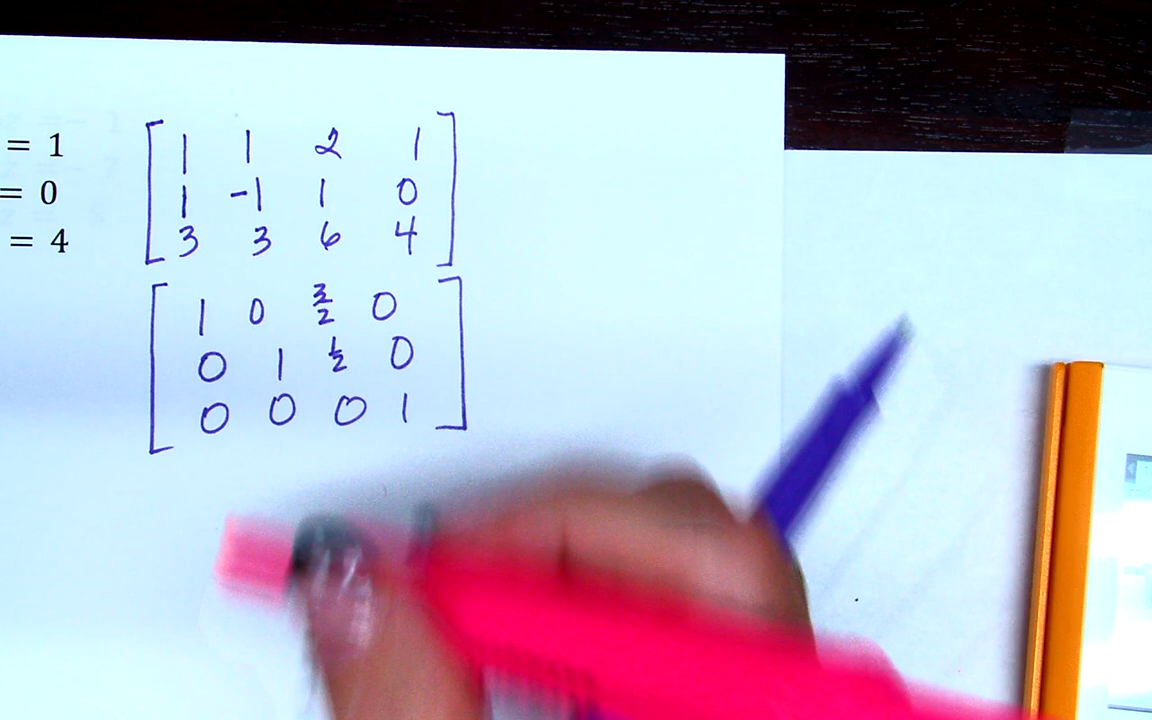 = 1
= 0
= 4
1 1 2 1
1 -1 1 0
3 3 6 4
1 0 3/2 0
0 1 1/2 0
0 0 0 1